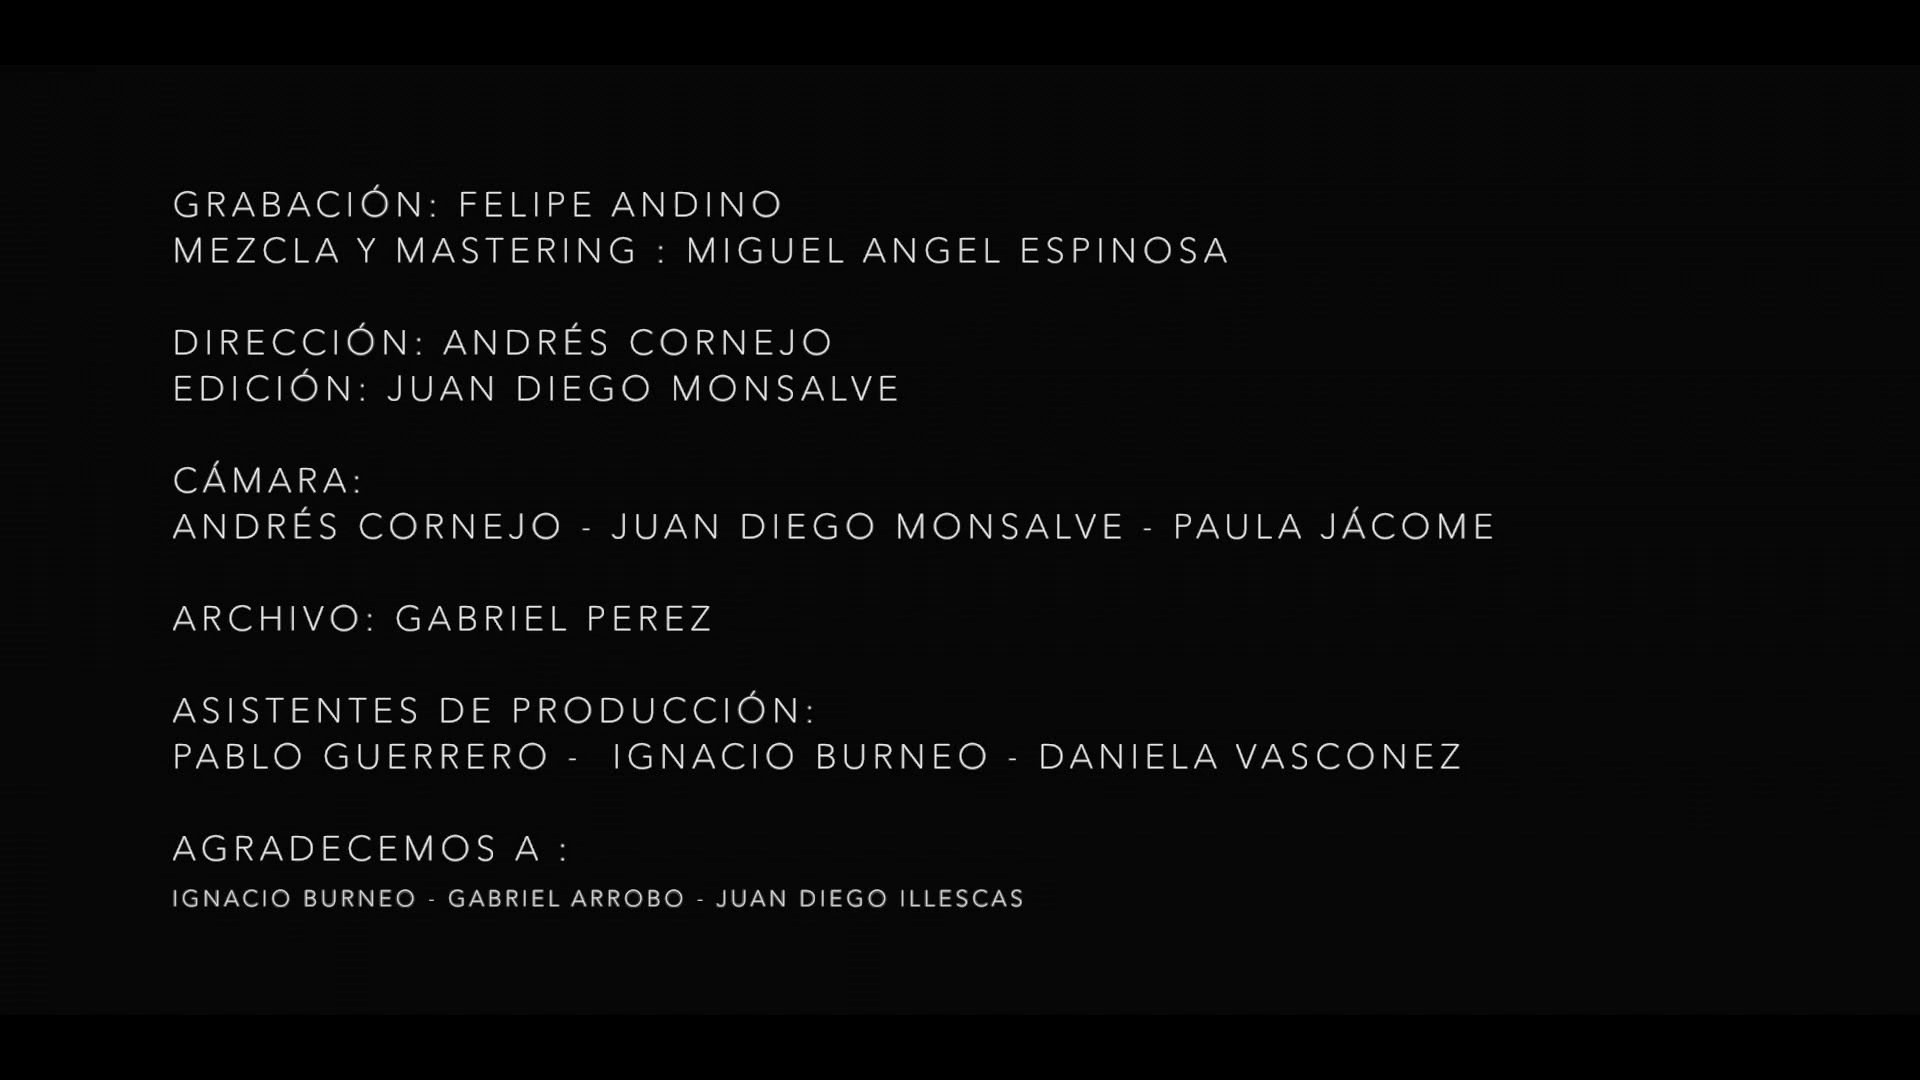 GRABACIÓN: FELIPE ANDINO
MEZCLA Y MASTERING : MIGUEL ANGEL ESPINOSA
DIRECCIÓN: ANDRÉS CORNEJO
EDICIÓN: JUAN DIEGO MONSALVE
CÁMARA:
ANDRÉS CORNEJO - JUAN DIEGO MONSALVE - PAULA JÁCOME
ARCHIVO: GABRIEL PEREZ
ASISTENTES DE PRODUCCIÓN:
PABLO GUERRERO -  IGNACIO BURNEO - DANIELA VASCONEZ
AGRADECEMOS A :
IGNACIO BURNEO - GABRIEL ARROBO - JUAN DIEGO ILLESCAS